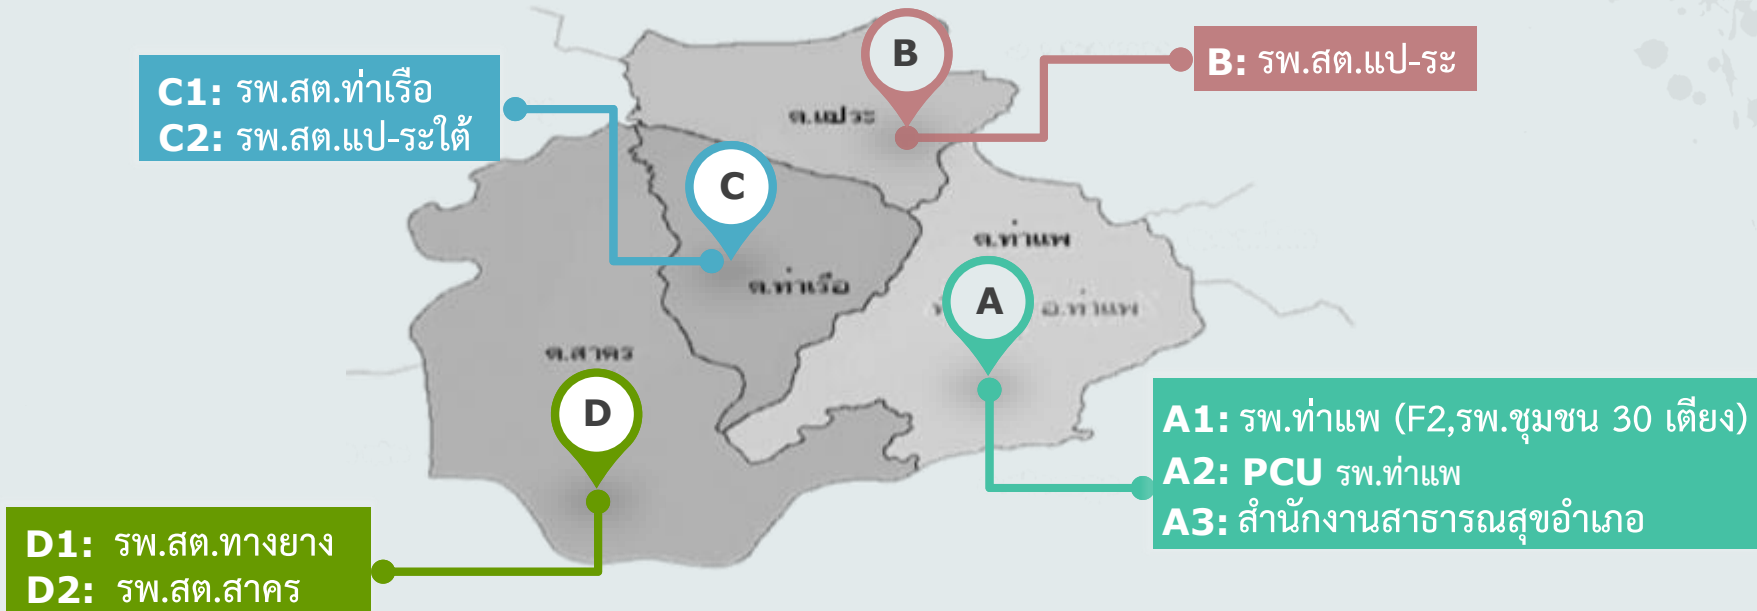 C1: รพ.สต.ท่าเรือ
C2: รพ.สต.แป-ระใต้
B
B: รพ.สต.แป-ระ
ต.แประ
C
ต.ท่าเรือ
ต.ท่าแพ
A
อ.ท่าแพ
ต.สาคร
D
A1: รพ.ท่าแพ (F2,รพ.ชุมชน 30 เตียง)
A2: PCU รพ.ท่าแพ
A3: สำนักงานสาธารณสุขอำเภอ
D1: รพ.สต.ทางยาง
D2: รพ.สต.สาคร